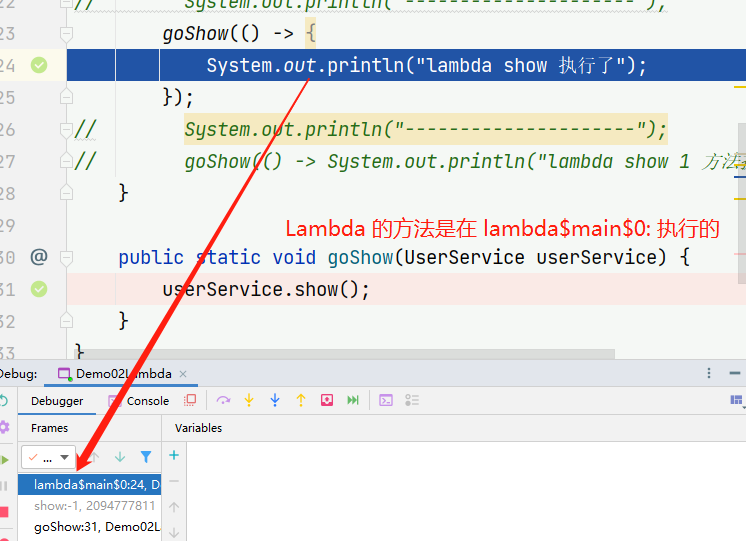 22 // System.out.println("---------------------");
23 goShow(() -> {
24 System.out.println("lambda show 执行了");
25 });
26 // System.out.println("---------------------");
27 // goShow(() -> System.out.println("lambda show 1 方法
28 }
29
Lambda 的方法是在 lambda$main$0: 执行的
30 @ public static void goShow(UserService userService) {
31 userService.show();
32 }
33 }
Debug: Demo02Lambda ×
Debugger Console
Frames Variables
...
lambda$main$0:24, De
show:-1, 2094777811
goShow:31, Demo02La